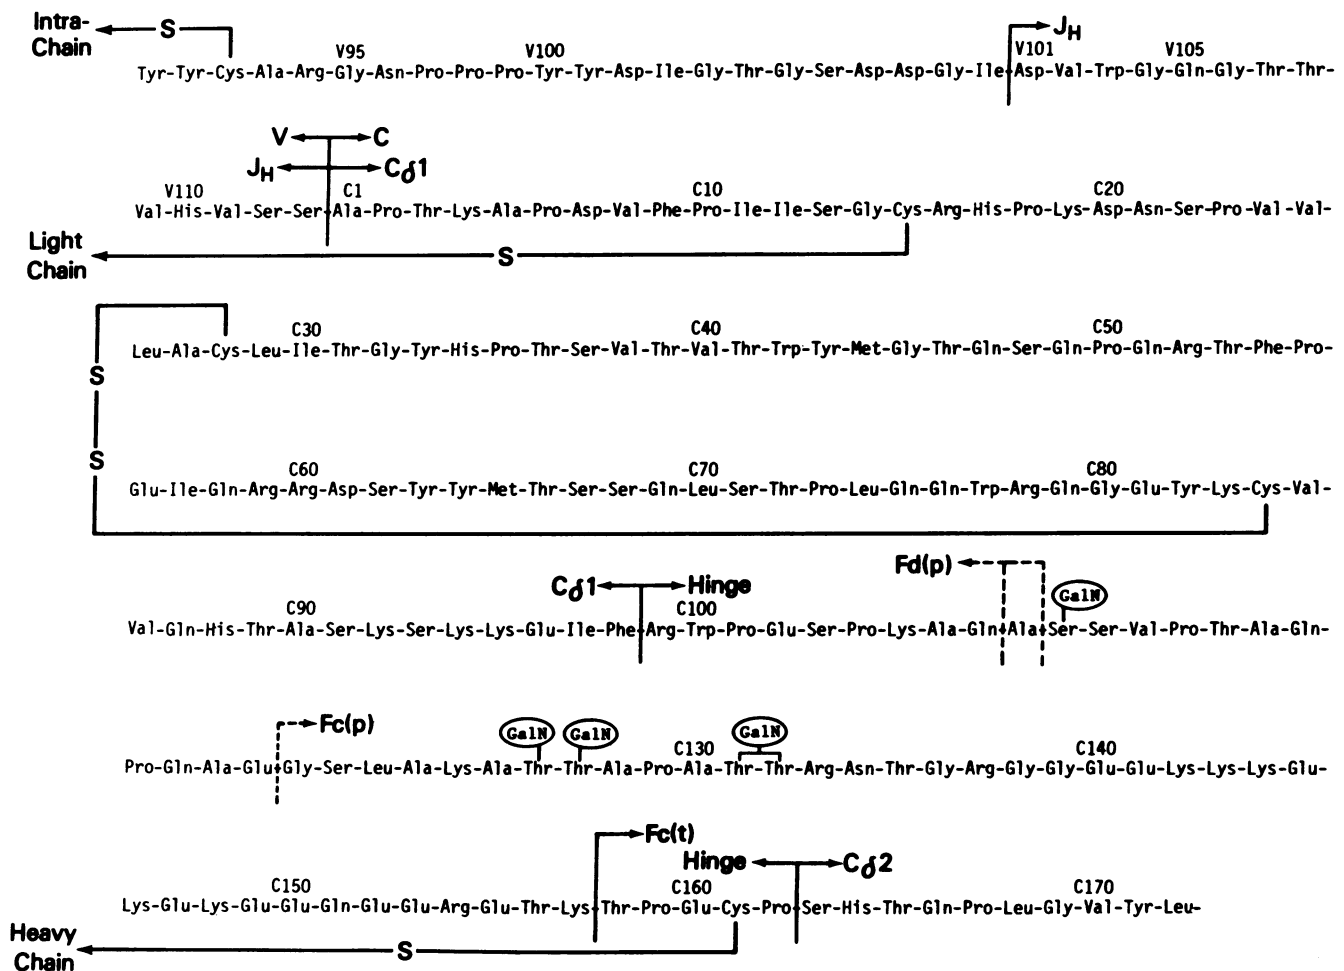 Intra-
Chain
S
J_H
V95 V100 V101 V105
Tyr-Tyr-Cys-Ala-Arg-Gly-Asn-Pro-Pro-Pro-Tyr-Tyr-Asp-Ile-Gly-Thr-Gly-Ser-Asp-Asp-Gly-Ile-Asp-Val-Trp-Gly-Gln-Gly-Thr-Thr-
V C
J_H Cδ1
V110 C1 C10 C20
Val-His-Val-Ser-Ser-Ala-Pro-Thr-Lys-Ala-Pro-Asp-Val-Phe-Pro-Ile-Ile-Ser-Gly-Cys-Arg-His-Pro-Lys-Asp-Asn-Ser-Pro-Val-Val-
Light
Chain
S
C30 C40 C50
Leu-Ala-Cys-Leu-Ile-Thr-Gly-Tyr-His-Pro-Thr-Ser-Val-Thr-Val-Thr-Trp-Tyr-Met-Gly-Thr-Gln-Ser-Gln-Pro-Gln-Arg-Thr-Phe-Pro-
S
S
C60 C70 C80
Glu-Ile-Gln-Arg-Arg-Asp-Ser-Tyr-Tyr-Met-Thr-Ser-Ser-Gln-Leu-Ser-Thr-Pro-Leu-Gln-Gln-Trp-Arg-Gln-Gly-Glu-Tyr-Lys-Cys-Val-
Fd(p)
Cδ1 Hinge
GalN
C90 C100
Val-Gln-His-Thr-Ala-Ser-Lys-Ser-Lys-Lys-Glu-Ile-Phe-Arg-Trp-Pro-Glu-Ser-Pro-Lys-Ala-Gln-Ala-Ser-Ser-Val-Pro-Thr-Ala-Gln-
Fc(p)
GalN GalN GalN
C130 C140
Pro-Gln-Ala-Glu-Gly-Ser-Leu-Ala-Lys-Ala-Thr-Thr-Ala-Pro-Ala-Thr-Thr-Arg-Asn-Thr-Gly-Arg-Gly-Gly-Glu-Glu-Lys-Lys-Lys-Glu-
Fc(t)
Hinge Cδ2
C150 C160 C170
Lys-Glu-Lys-Glu-Glu-Gln-Glu-Glu-Arg-Glu-Thr-Lys-Thr-Pro-Glu-Cys-Pro-Ser-His-Thr-Gln-Pro-Leu-Gly-Val-Tyr-Leu-
Heavy
Chain
S